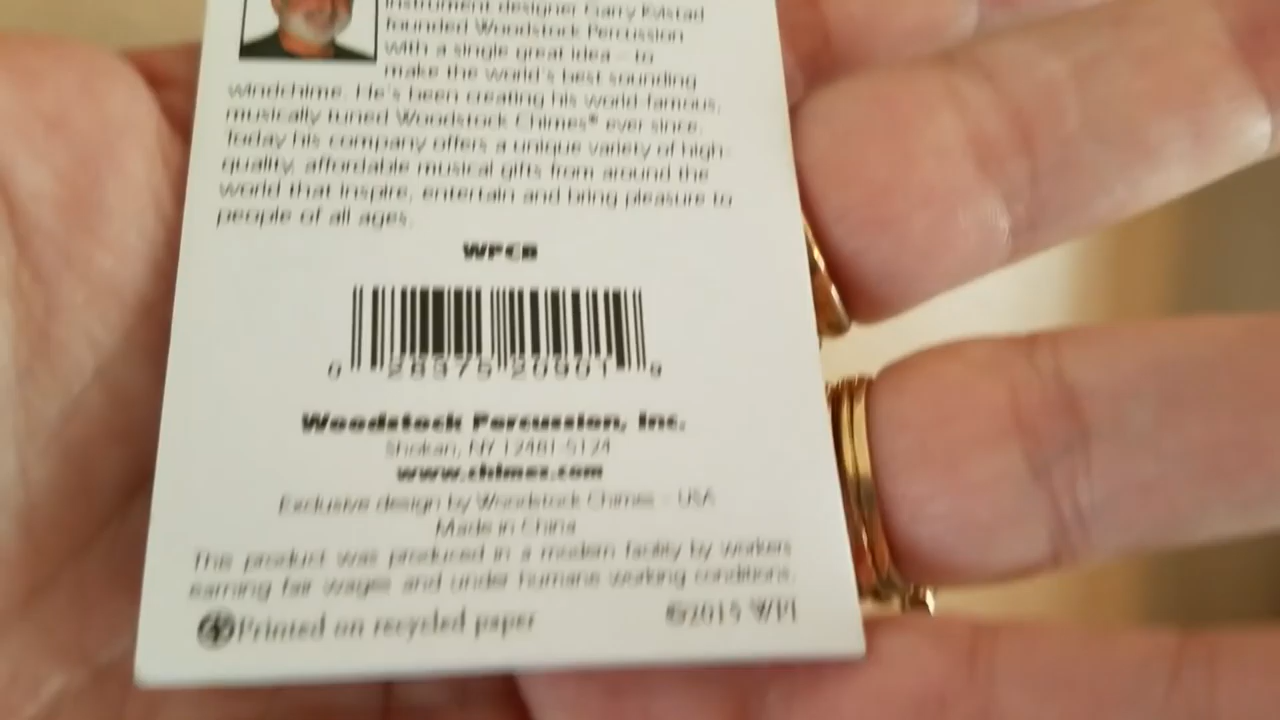 instrument designer Garry Kvistad
founded Woodstock Percussion
with a single great idea – to
make the world's best sounding
windchime. He's been creating his world-famous,
musically tuned Woodstock Chimes® ever since.
Today his company offers a unique variety of high-
quality, affordable musical gifts from around the
world that inspire, entertain and bring pleasure to
people of all ages.
WPCB
0 28375 20901 9
Woodstock Percussion, Inc.
Shokan, NY 12481-5124
www.chimes.com
Exclusive design by Woodstock Chimes – USA
Made in China
This product was produced in a modern facility by workers
earning fair wages and under humane working conditions.
Printed on recycled paper
©2015 WPI